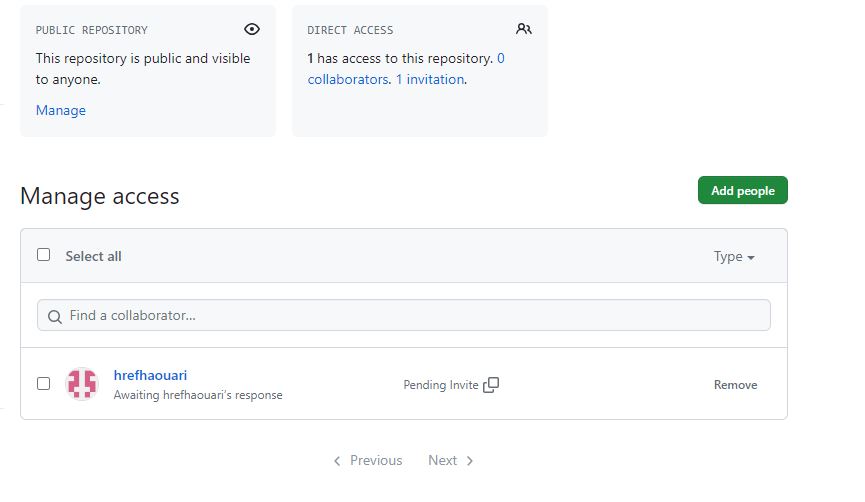 PUBLIC REPOSITORY
This repository is public and visible
to anyone.
Manage
DIRECT ACCESS
1 has access to this repository. 0
collaborators. 1 invitation.
Manage access
Add people
Select all
Type
Find a collaborator...
hrefhaouari
Awaiting hrefhaouari's response
Pending Invite
Remove
Previous
Next